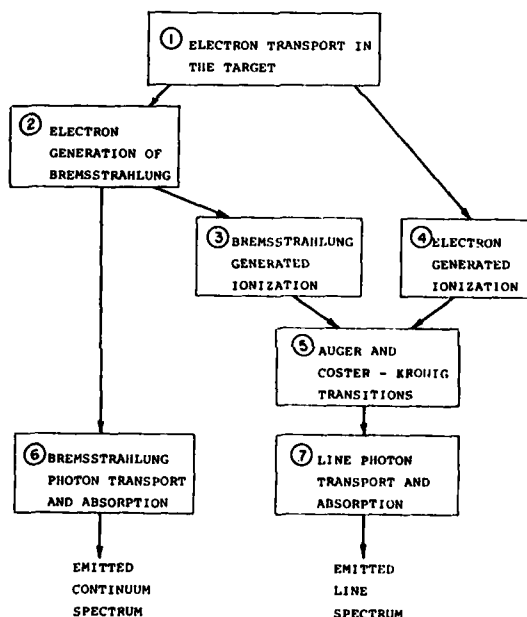 ① ELECTRON TRANSPORT IN
THE TARGET
② ELECTRON
GENERATION OF
BREMSSTRAHLUNG
③ BREMSSTRAHLUNG
GENERATED
IONIZATION
④ ELECTRON
GENERATED
IONIZATION
⑤ AUGER AND
COSTER - KRONIG
TRANSITIONS
⑥ BREMSSTRAHLUNG
PHOTON TRANSPORT
AND ABSORPTION
⑦ LINE PHOTON
TRANSPORT AND
ABSORPTION
EMITTED
CONTINUUM
SPECTRUM
EMITTED
LINE
SPECTRUM